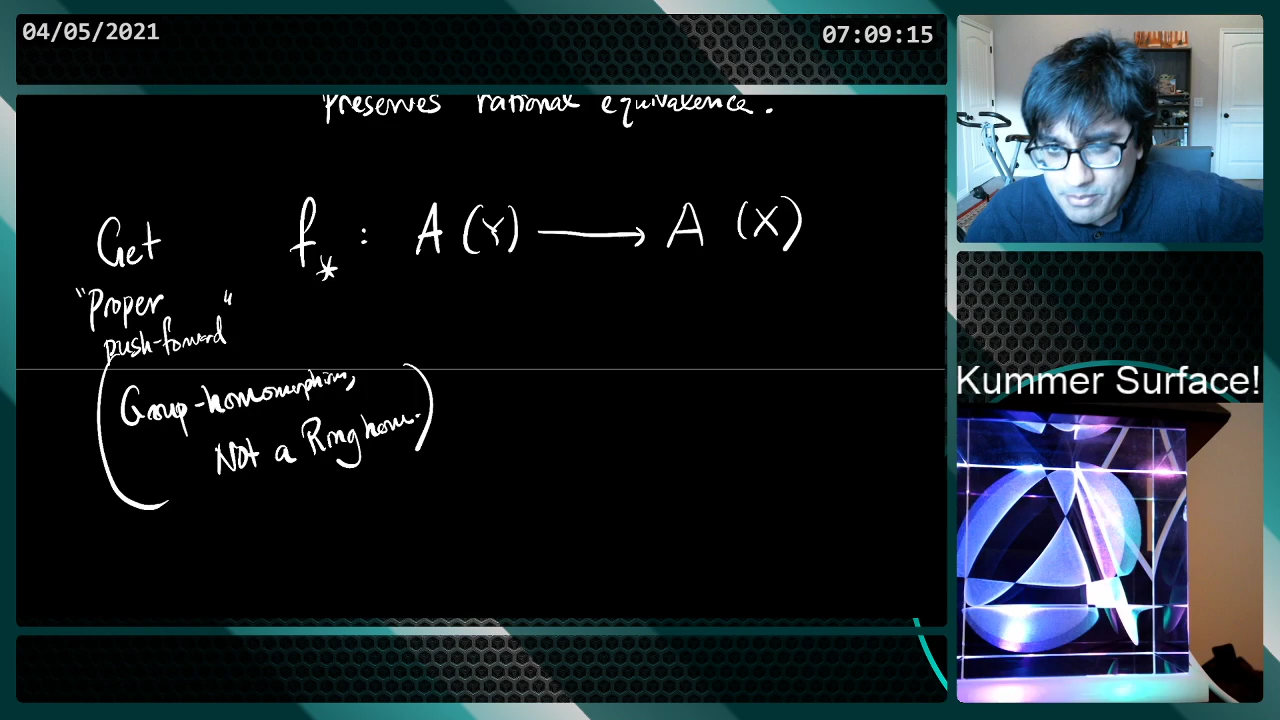 04/05/2021
07:09:15
preserves rational equivalence.
Get f* : A (Y) ⟶ A (X)
"Proper "
push-forward
(Group-homomorphism,
Not a Ring hom.)
Kummer Surface!